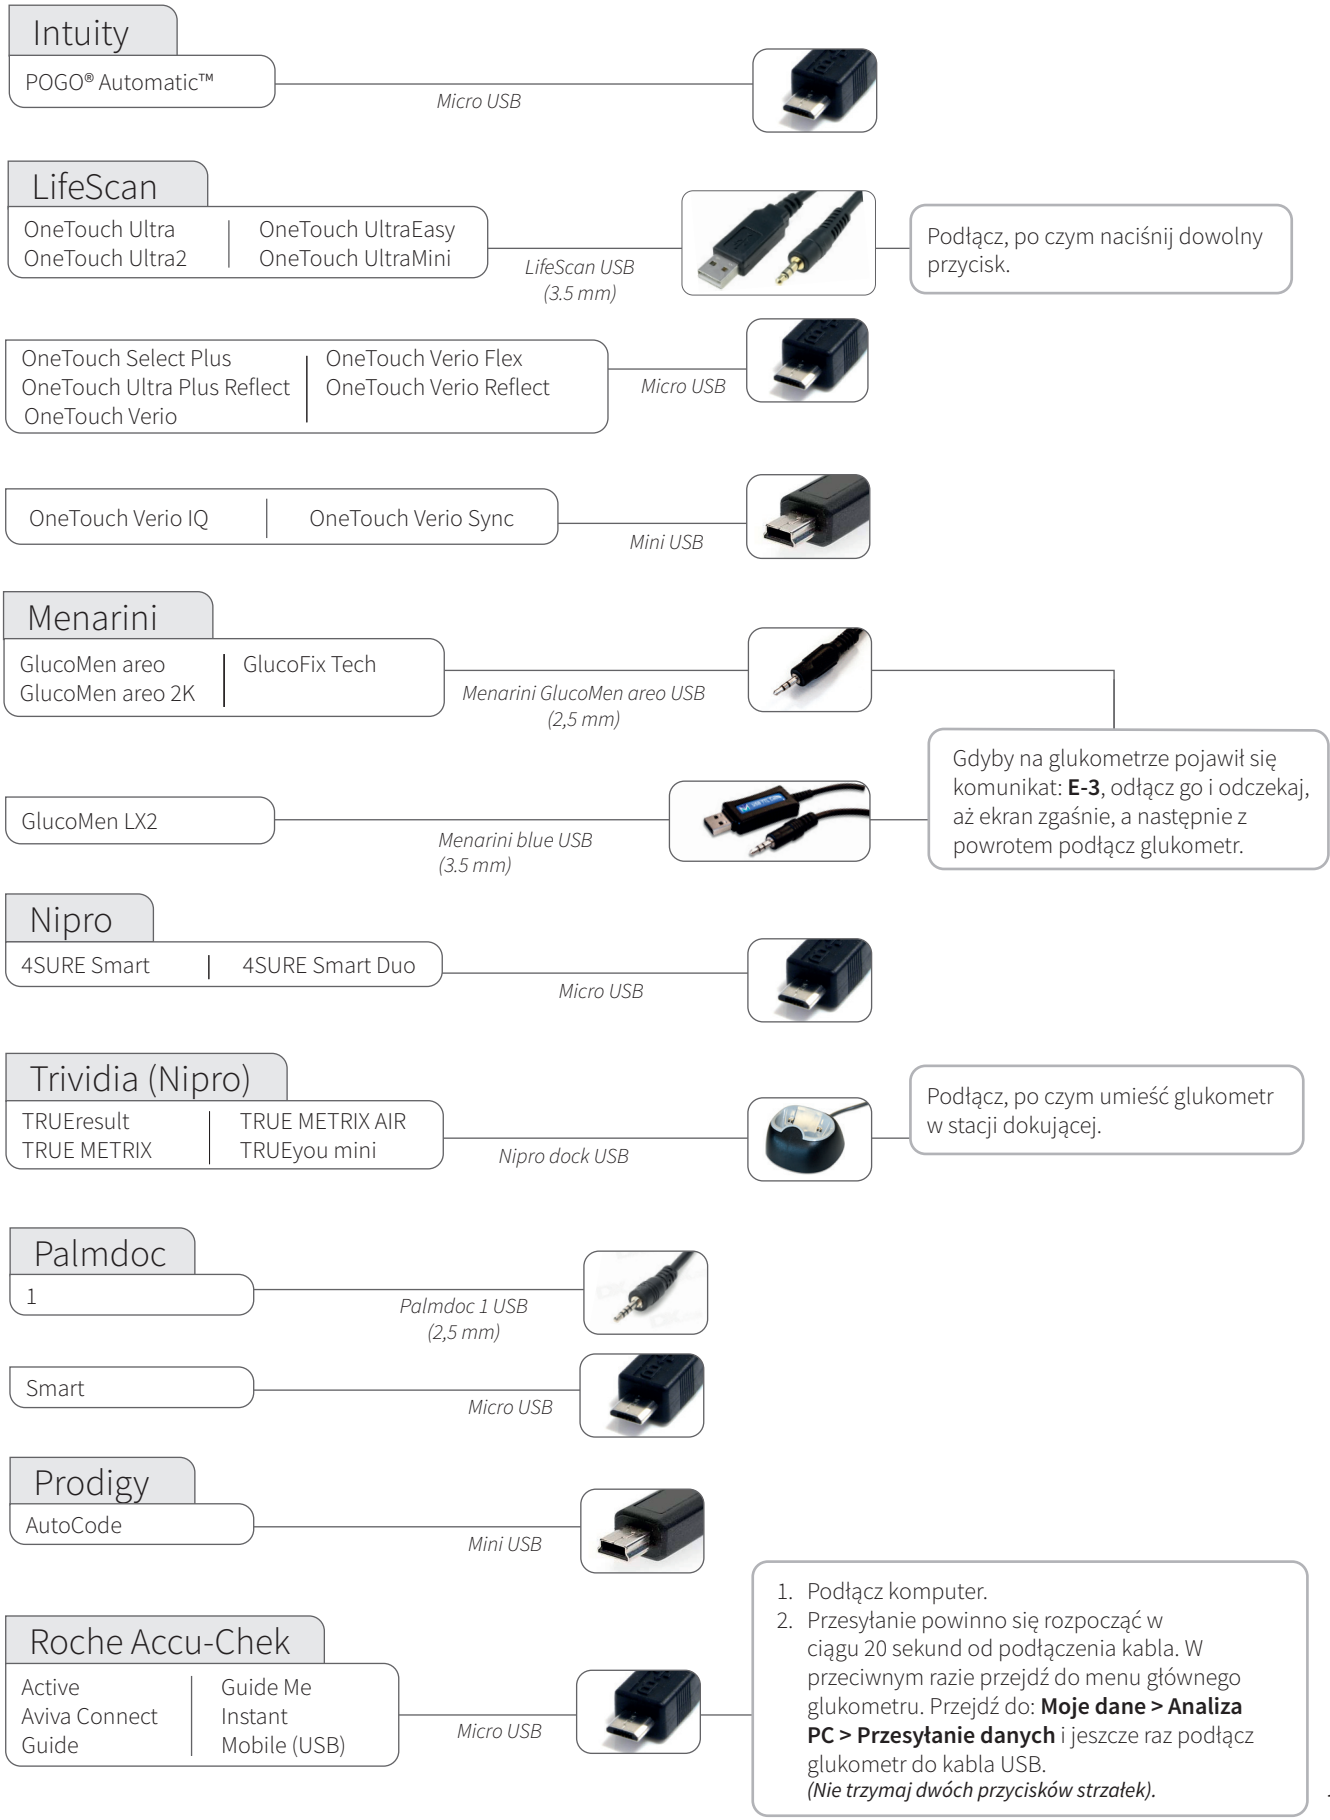 Intuity
POGO® Automatic™
Micro USB
LifeScan
OneTouch Ultra
OneTouch Ultra2
OneTouch UltraEasy
OneTouch UltraMini
LifeScan USB
(3.5 mm)
Podłącz, po czym naciśnij dowolny
przycisk.
OneTouch Select Plus
OneTouch Ultra Plus Reflect
OneTouch Verio
OneTouch Verio Flex
OneTouch Verio Reflect
Micro USB
OneTouch Verio IQ
OneTouch Verio Sync
Mini USB
Menarini
GlucoMen areo
GlucoMen areo 2K
GlucoFix Tech
Menarini GlucoMen areo USB
(2,5 mm)
Gdyby na glukometrze pojawił się
komunikat: E-3, odłącz go i odczekaj,
aż ekran zgaśnie, a następnie z
powrotem podłącz glukometr.
GlucoMen LX2
Menarini blue USB
(3.5 mm)
Nipro
4SURE Smart
4SURE Smart Duo
Micro USB
Trividia (Nipro)
TRUEresult
TRUE METRIX
TRUE METRIX AIR
TRUEyou mini
Nipro dock USB
Podłącz, po czym umieść glukometr
w stacji dokującej.
Palmdoc
1
Palmdoc 1 USB
(2,5 mm)
Smart
Micro USB
Prodigy
AutoCode
Mini USB
Roche Accu-Chek
Active
Aviva Connect
Guide
Guide Me
Instant
Mobile (USB)
Micro USB
1. Podłącz komputer.
2. Przesyłanie powinno się rozpocząć w
ciągu 20 sekund od podłączenia kabla. W
przeciwnym razie przejdź do menu głównego
glukometru. Przejdź do: Moje dane > Analiza
PC > Przesyłanie danych i jeszcze raz podłącz
glukometr do kabla USB.
(Nie trzymaj dwóch przycisków strzałek).